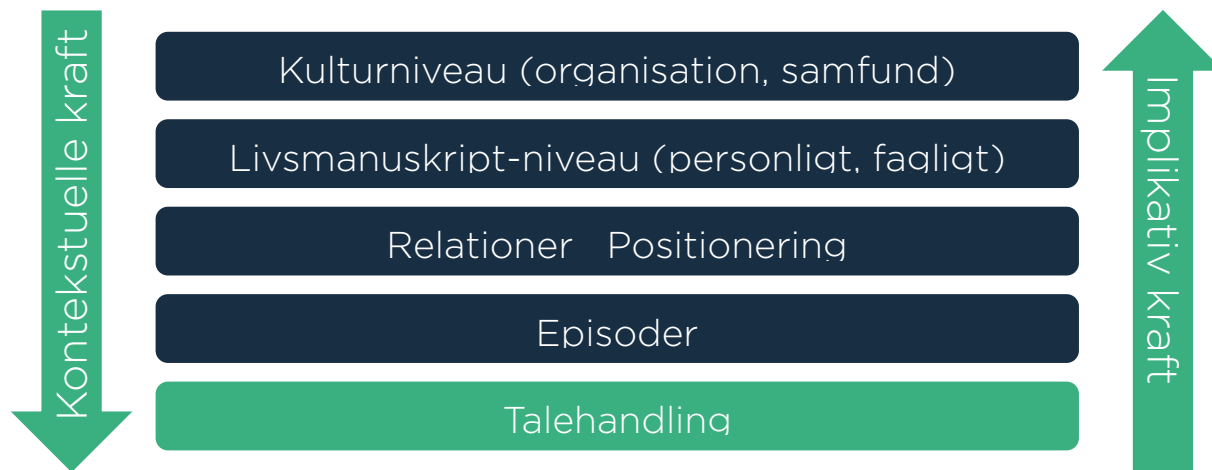 Kontekstuelle kraft
Kulturniveau (organisation, samfund)
Livsmanuskript-niveau (personligt, fagligt)
Relationer Positionering
Episoder
Talehandling
Implikativ kraft